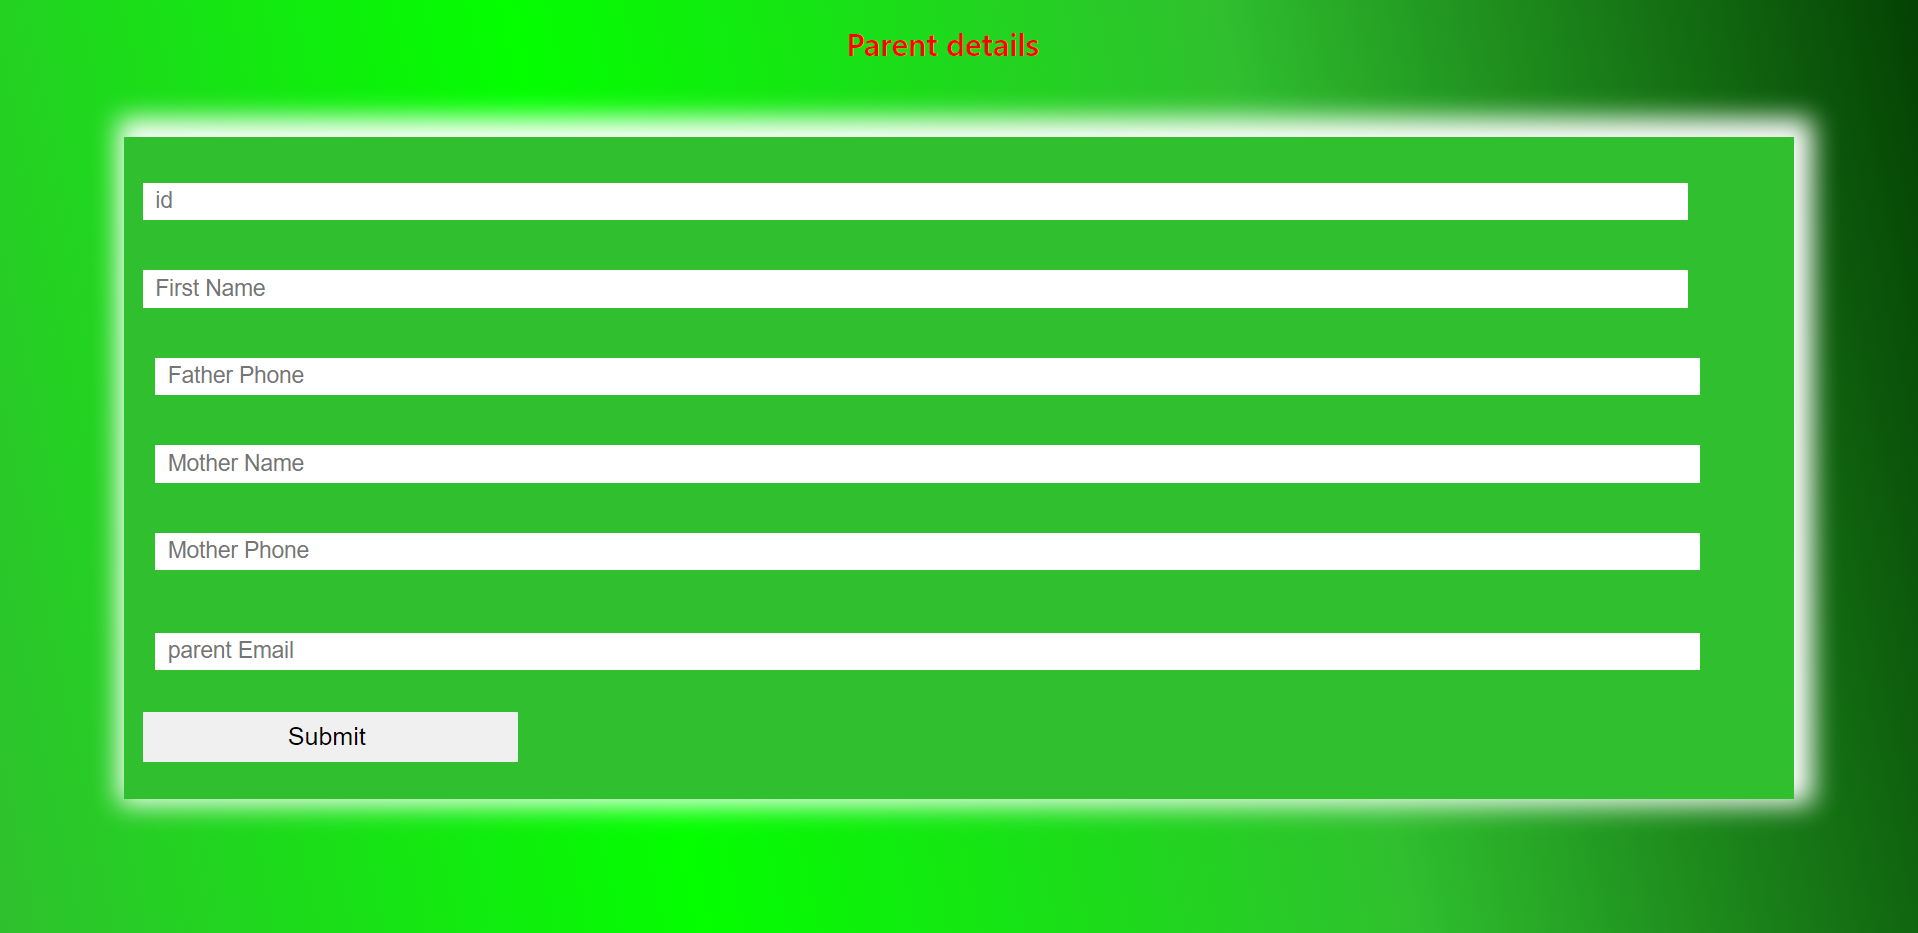 Parent details
id
First Name
Father Phone
Mother Name
Mother Phone
parent Email
Submit